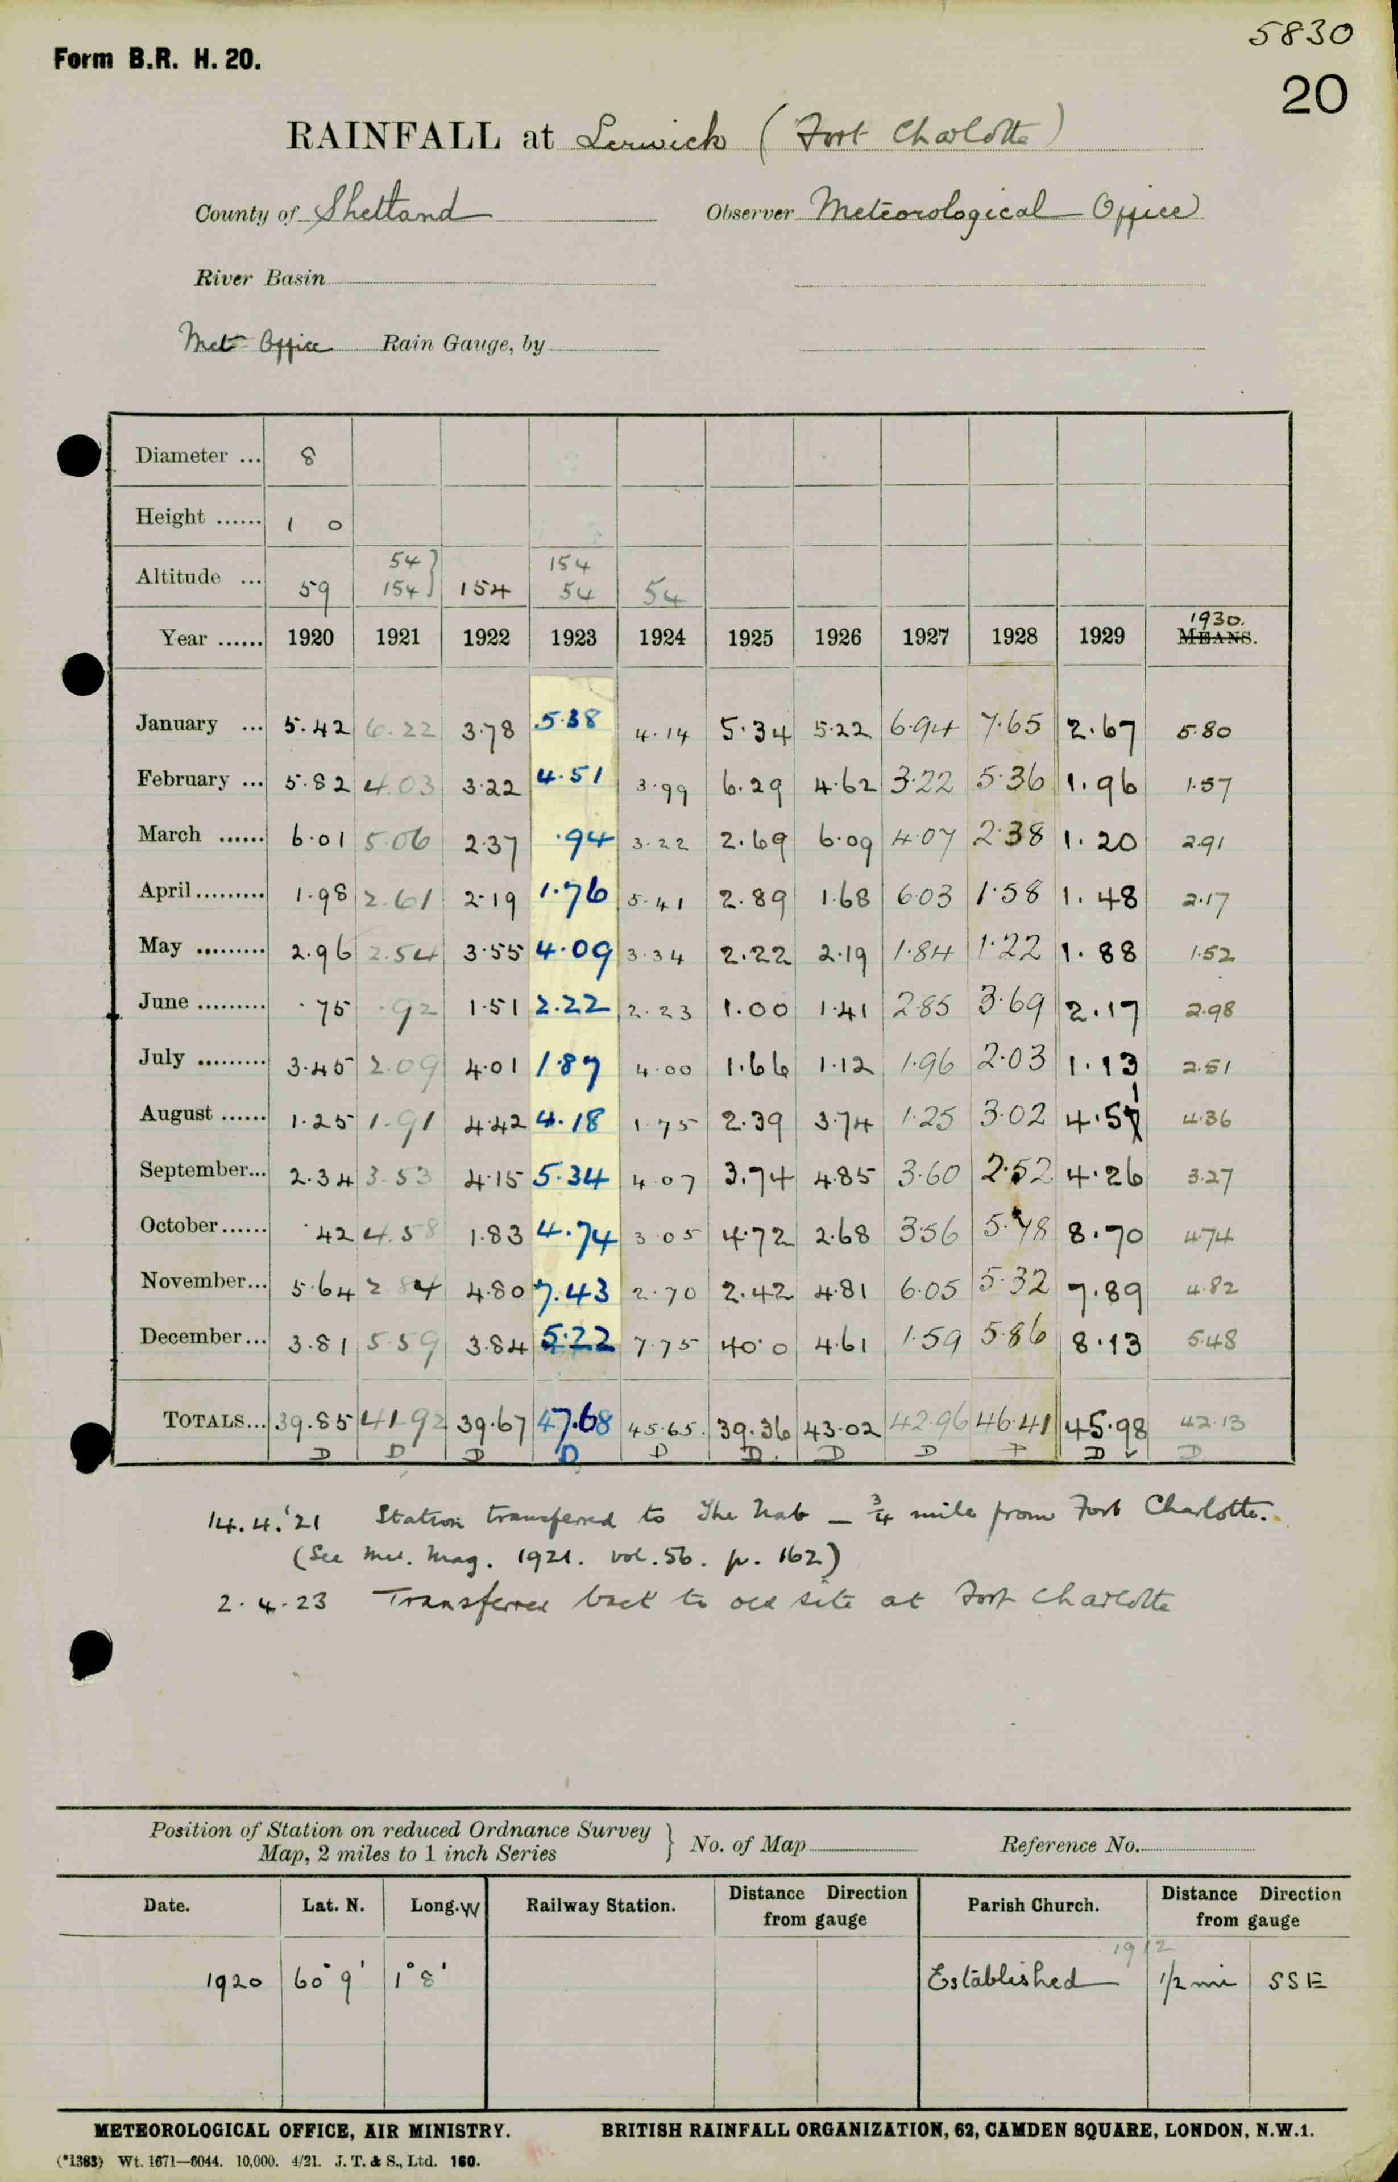 5830
Form B.R. H. 20.
20
RAINFALL at Lerwick (Fort Charlotte)
County of Shetland Observer Meteorological Office
River Basin
Met Office Rain Gauge, by
Diameter ... 8
Height ...... 1 0
Altitude ... 59 54 } 154 } 154 154 54 54
Year ...... 1920 1921 1922 1923 1924 1925 1926 1927 1928 1929 1930. MEANS.
January ... 5.42 6.22 3.78 5.38 4.14 5.34 5.22 6.94 7.65 2.67 5.80
February ... 5.82 4.03 3.22 4.51 3.99 6.29 4.62 3.22 5.36 1.96 1.57
March ...... 6.01 5.06 2.37 .94 3.22 2.69 6.09 4.07 2.38 1.20 2.91
April ......... 1.98 2.61 2.19 1.76 5.41 2.89 1.68 6.03 1.58 1.48 2.17
May ......... 2.96 2.54 3.55 4.09 3.34 2.22 2.19 1.84 1.22 1.88 1.52
June ......... .75 .92 1.51 2.22 2.23 1.00 1.41 2.85 3.69 2.17 2.98
July ......... 3.45 2.09 4.01 1.87 4.00 1.66 1.12 1.96 2.03 1.13 2.51
August ...... 1.25 1.91 4.42 4.18 1.75 2.39 3.74 1.25 3.02 4.51 4.36
September... 2.34 3.53 4.15 5.34 4.07 3.74 4.85 3.60 2.52 4.26 3.27
October...... .42 4.58 1.83 4.74 3.05 4.72 2.68 3.56 5.78 8.70 4.74
November... 5.64 2.84 4.80 7.43 2.70 2.42 4.81 6.05 5.32 7.89 4.82
December... 3.81 5.59 3.84 5.22 7.75 4.00 4.61 1.59 5.86 8.13 5.48
TOTALS... 39.85 41.92 39.67 47.68 45.65 39.36 43.02 42.96 46.41 45.98 42.13
D D D D D D D D D D D
14.4.'21 Station transferred to The Nab — 3/4 mile from Fort Charlotte.
(See Met. Mag. 1921. vol. 56. p. 162)
2.4.23 Transferred back to old site at Fort Charlotte
Position of Station on reduced Ordnance Survey Map, 2 miles to 1 inch Series } No. of Map Reference No.
Date. Lat. N. Long. W Railway Station. Distance Direction from gauge Parish Church. Distance Direction from gauge
1912
1920 60° 9' 1° 8' Established 1/2 mi SSE
METEOROLOGICAL OFFICE, AIR MINISTRY. BRITISH RAINFALL ORGANIZATION, 62, CAMDEN SQUARE, LONDON, N.W.1.
(*1383) Wt. 1671—6044. 10,000. 4/21. J. T. & S., Ltd. 160.